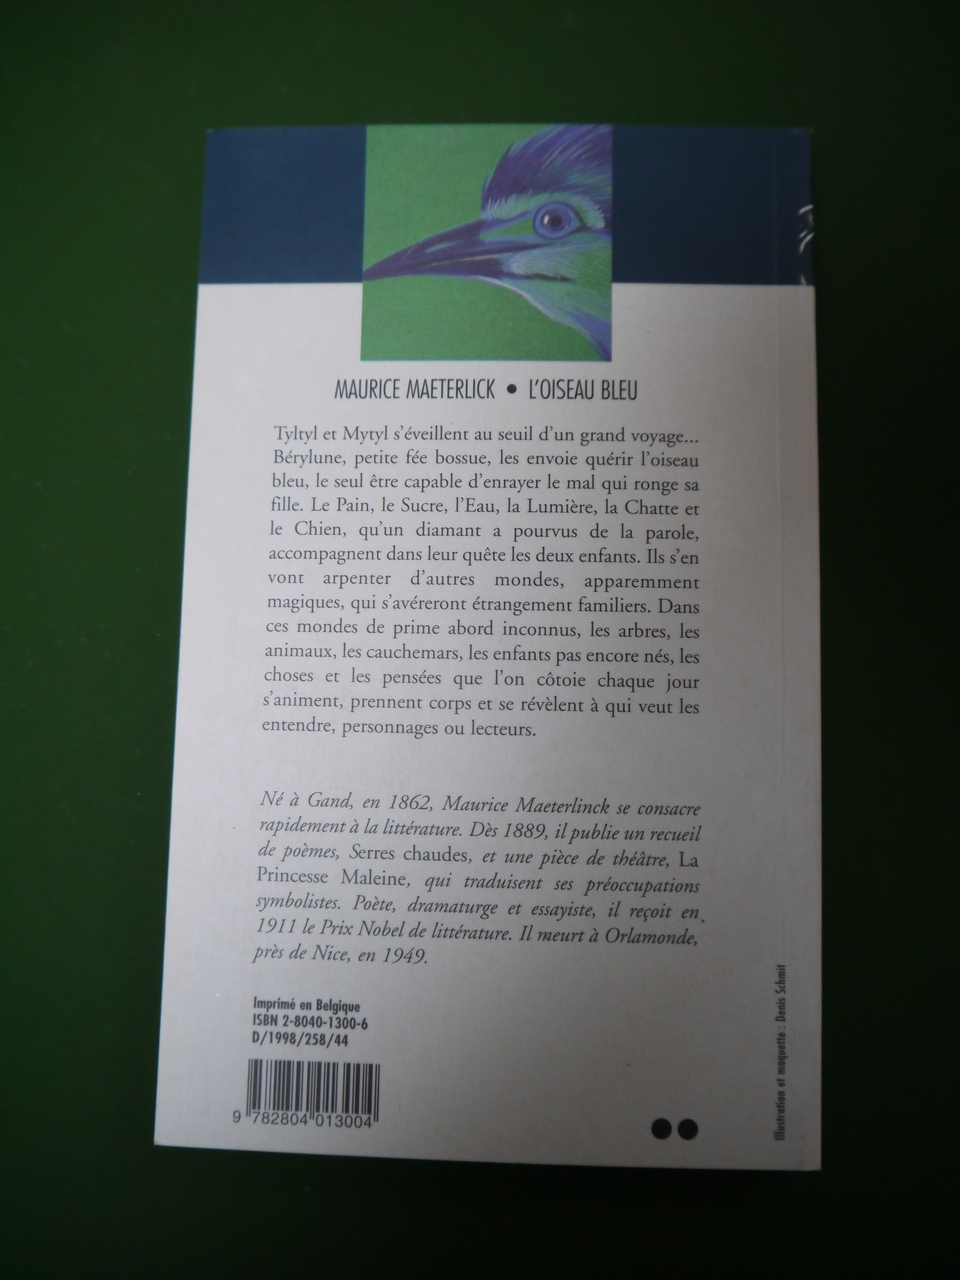 MAURICE MAETERLICK • L'OISEAU BLEU
Tyltyl et Mytyl s'éveillent au seuil d'un grand voyage...
Bérylune, petite fée bossue, les envoie quérir l'oiseau
bleu, le seul être capable d'enrayer le mal qui ronge sa
fille. Le Pain, le Sucre, l'Eau, la Lumière, la Chatte et
le Chien, qu'un diamant a pourvus de la parole,
accompagnent dans leur quête les deux enfants. Ils s'en
vont arpenter d'autres mondes, apparemment
magiques, qui s'avéreront étrangement familiers. Dans
ces mondes de prime abord inconnus, les arbres, les
animaux, les cauchemars, les enfants pas encore nés, les
choses et les pensées que l'on côtoie chaque jour
s'animent, prennent corps et se révèlent à qui veut les
entendre, personnages ou lecteurs.
Né à Gand, en 1862, Maurice Maeterlinck se consacre
rapidement à la littérature. Dès 1889, il publie un recueil
de poèmes, Serres chaudes, et une pièce de théâtre, La
Princesse Maleine, qui traduisent ses préoccupations
symbolistes. Poète, dramaturge et essayiste, il reçoit en
1911 le Prix Nobel de littérature. Il meurt à Orlamonde,
près de Nice, en 1949.
Imprimé en Belgique
ISBN 2-8040-1300-6
D/1998/258/44
9 782804 013004
Illustration et maquette : Denis Schmit